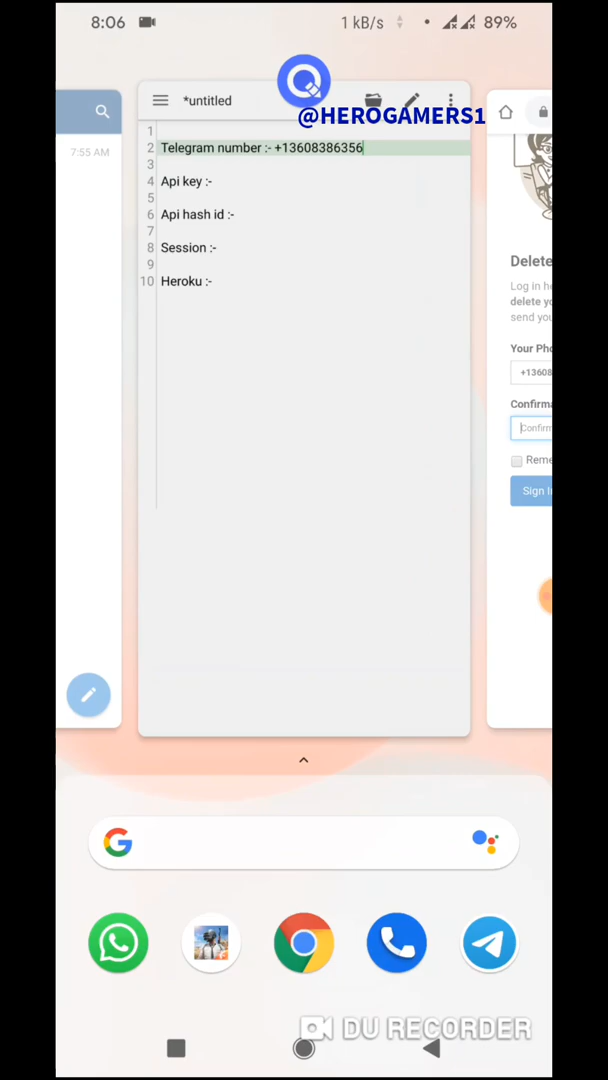 8:06 1 kB/s 89%
*untitled
@HEROGAMERS1
7:55 AM
1
2 Telegram number :- +13608386356
3
4 Api key :-
5
6 Api hash id :-
7
8 Session :-
9
10 Heroku :-
Delete
Log in he
delete yo
send you
Your Pho
+13608
Confirma
Confirm
Reme
Sign In
DU RECORDER